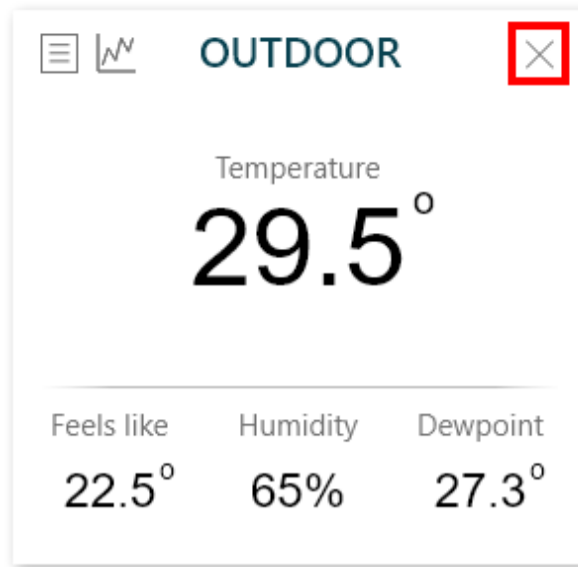 OUTDOOR
Temperature
29.5°
Feels like Humidity Dewpoint
22.5° 65% 27.3°